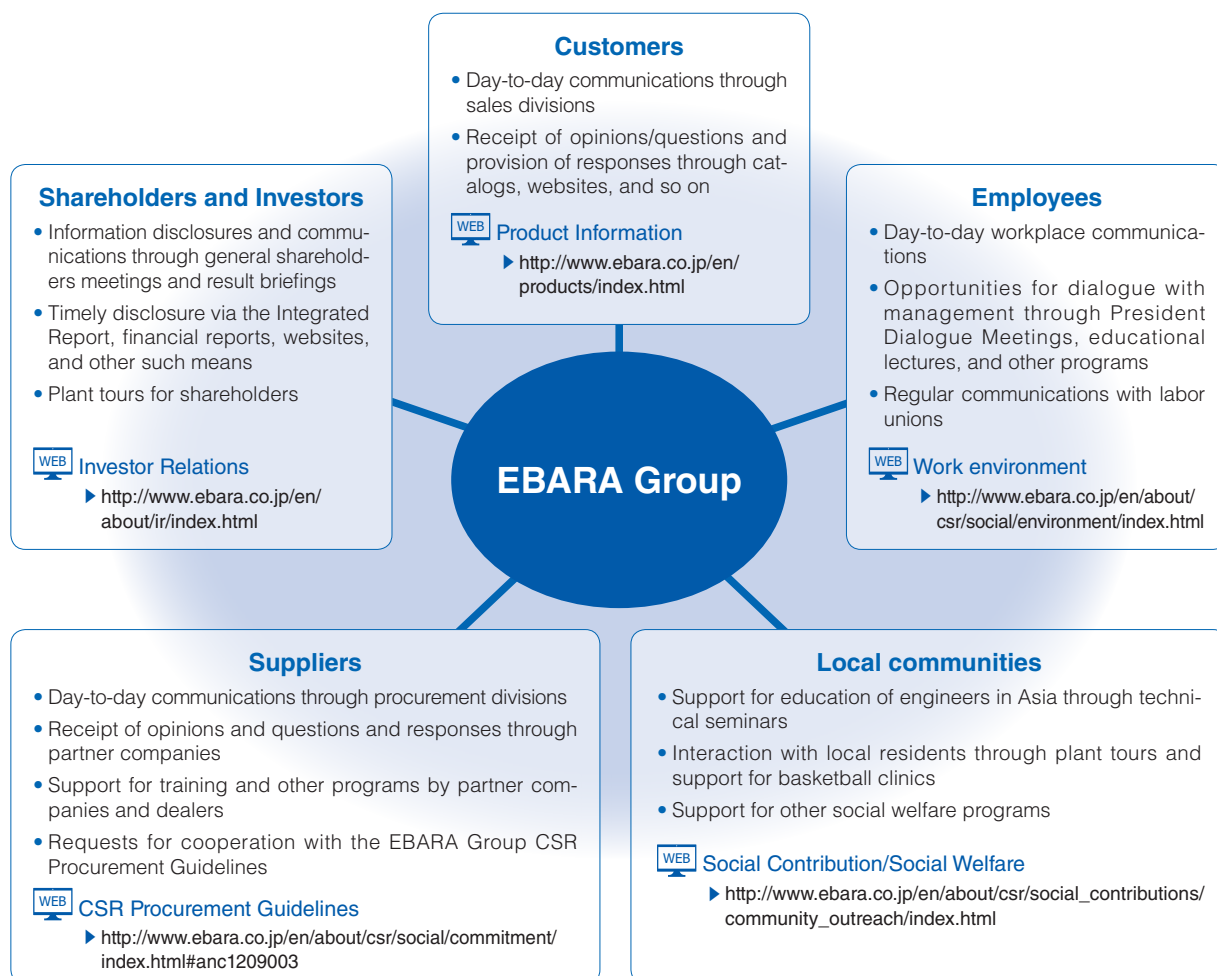 Customers
• Day-to-day communications through
sales divisions
• Receipt of opinions/questions and
provision of responses through cat-
alogs, websites, and so on
WEB Product Information
▶ http://www.ebara.co.jp/en/
products/index.html
Shareholders and Investors
• Information disclosures and commu-
nications through general sharehold-
ers meetings and result briefings
• Timely disclosure via the Integrated
Report, financial reports, websites,
and other such means
• Plant tours for shareholders
WEB Investor Relations
▶ http://www.ebara.co.jp/en/
about/ir/index.html
Employees
• Day-to-day workplace communica-
tions
• Opportunities for dialogue with
management through President
Dialogue Meetings, educational
lectures, and other programs
• Regular communications with labor
unions
WEB Work environment
▶ http://www.ebara.co.jp/en/about/
csr/social/environment/index.html
EBARA Group
Suppliers
• Day-to-day communications through procurement divisions
• Receipt of opinions and questions and responses through
partner companies
• Support for training and other programs by partner com-
panies and dealers
• Requests for cooperation with the EBARA Group CSR
Procurement Guidelines
WEB CSR Procurement Guidelines
▶ http://www.ebara.co.jp/en/about/csr/social/commitment/
index.html#anc1209003
Local communities
• Support for education of engineers in Asia through techni-
cal seminars
• Interaction with local residents through plant tours and
support for basketball clinics
• Support for other social welfare programs
WEB Social Contribution/Social Welfare
▶ http://www.ebara.co.jp/en/about/csr/social_contributions/
community_outreach/index.html